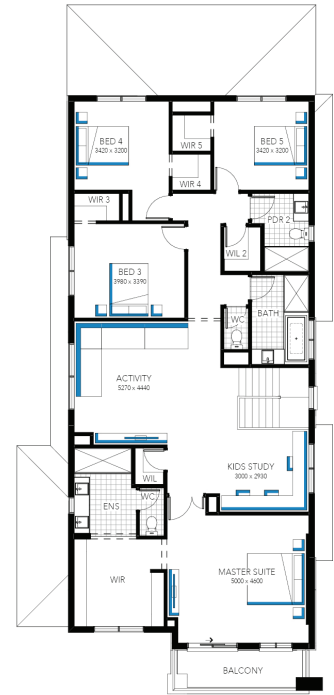 BED 4
3420 x 3200
WIR 5
BED 5
3420 x 3200
WIR 4
WIR 3
PDR 2
WIL 2
BED 3
3980 x 3390
BATH
WC
ACTIVITY
5270 x 4440
KIDS STUDY
3000 x 2930
WIL
WC
ENS
WIR
MASTER SUITE
5000 x 4600
BALCONY